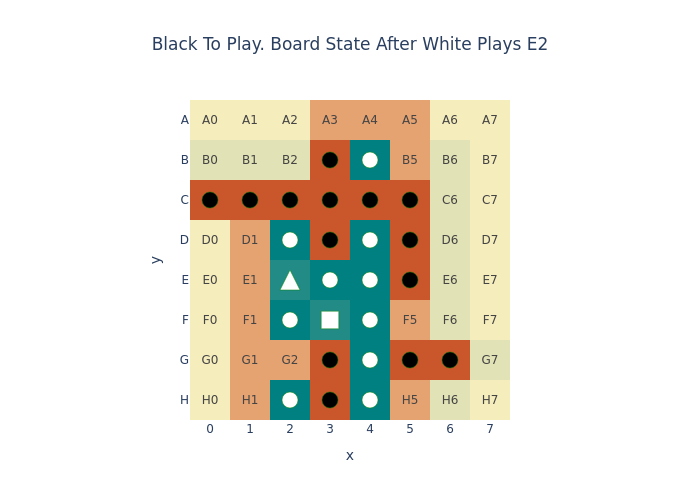 Black To Play. Board State After White Plays E2
A A0 A1 A2 A3 A4 A5 A6 A7
B B0 B1 B2 B5 B6 B7
C C6 C7
D D0 D1 D6 D7
y
E E0 E1 E6 E7
F F0 F1 F5 F6 F7
G G0 G1 G2 G7
H H0 H1 H5 H6 H7
0 1 2 3 4 5 6 7
x